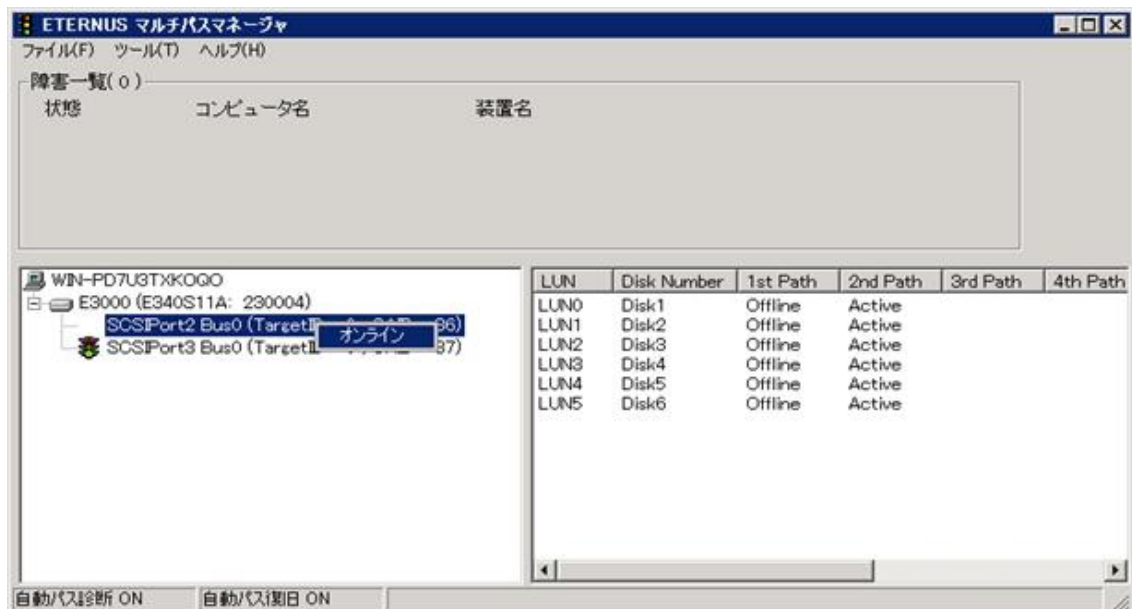 ETERNUS マルチパスマネージャ
ファイル(F) ツール(T) ヘルプ(H)
障害一覧( 0 )
状態 コンピュータ名 装置名
WIN-PD7U3TXKOQO
E3000 (E340S11A: 230004)
SCSIPort2 Bus0 (Target 36)
オンライン
SCSIPort3 Bus0 (Target 37)
LUN Disk Number 1st Path 2nd Path 3rd Path 4th Path
LUN0 Disk1 Offline Active
LUN1 Disk2 Offline Active
LUN2 Disk3 Offline Active
LUN3 Disk4 Offline Active
LUN4 Disk5 Offline Active
LUN5 Disk6 Offline Active
自動パス診断 ON 自動パス復旧 ON